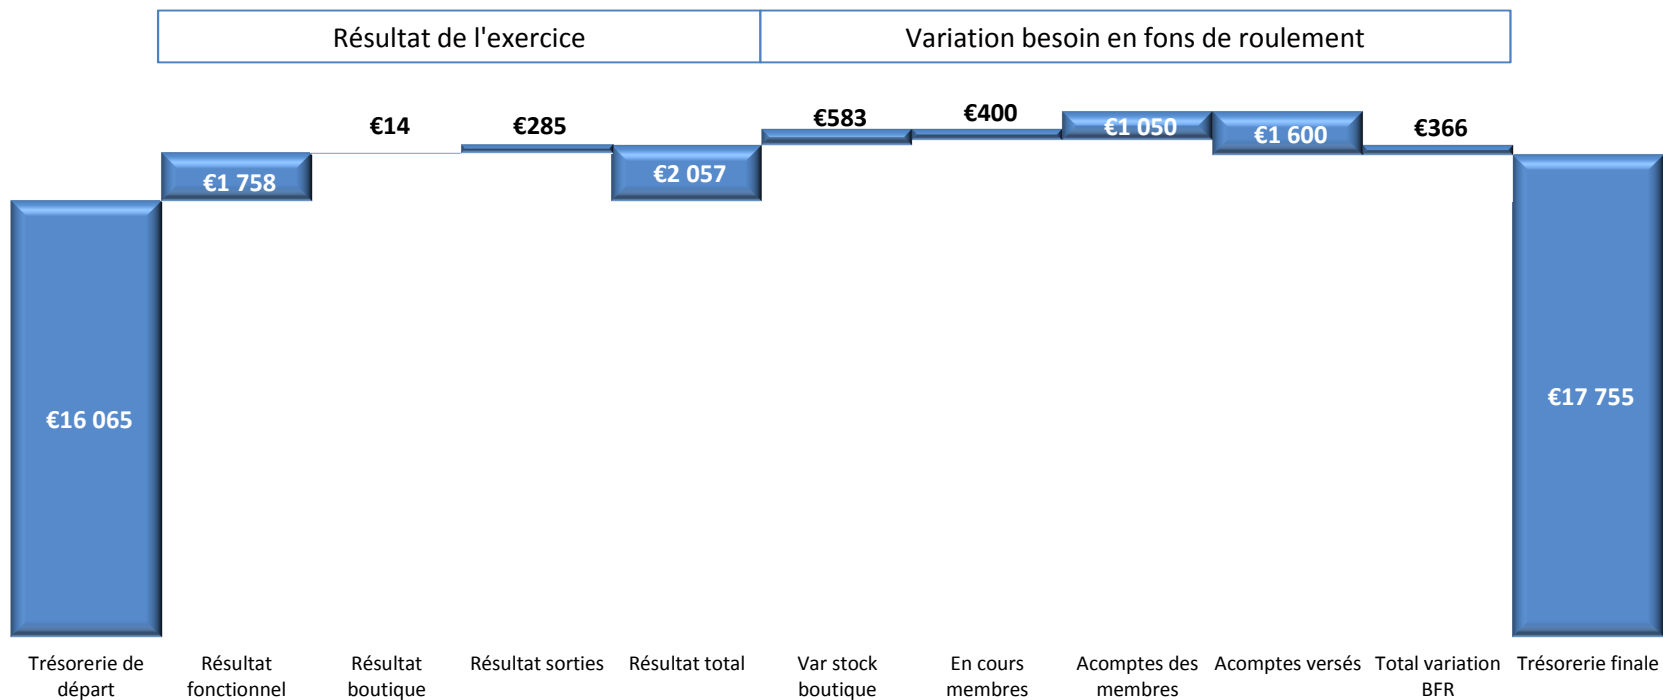 Résultat de l'exercice
Variation besoin en fons de roulement
€14
€285
€583
€400
€1 050
€1 600
€366
€1 758
€2 057
€16 065
€17 755
Trésorerie de
départ
Résultat
fonctionnel
Résultat
boutique
Résultat sorties
Résultat total
Var stock
boutique
En cours
membres
Acomptes des
membres
Acomptes versés
Total variation
BFR
Trésorerie finale